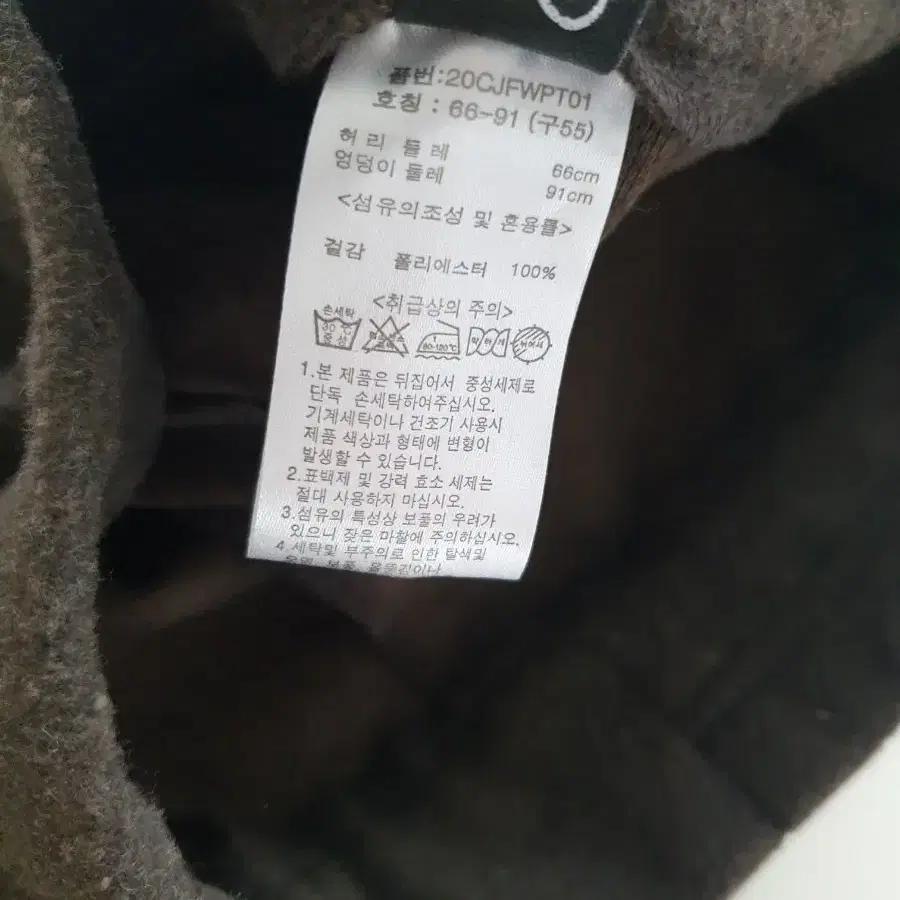 품번:20CJFWPT01
호칭 : 66-91 (구55)
허리 둘레 66cm
엉덩이 둘레 91cm
<섬유의조성 및 혼용률>
겉감 폴리에스터 100%
<취급상의 주의>
손세탁
30℃
중성
1
80-120℃
약하게
1.본 제품은 뒤집어서 중성세제로
단독 손세탁하여주십시오.
기계세탁이나 건조기 사용시
제품 색상과 형태에 변형이
발생할 수 있습니다.
2.표백제 및 강력 효소 세제는
절대 사용하지 마십시오.
3.섬유의 특성상 보풀의 우려가
있으니 잦은 마찰에 주의하십시오.
4 세탁및 부주의로 인한 탈색및